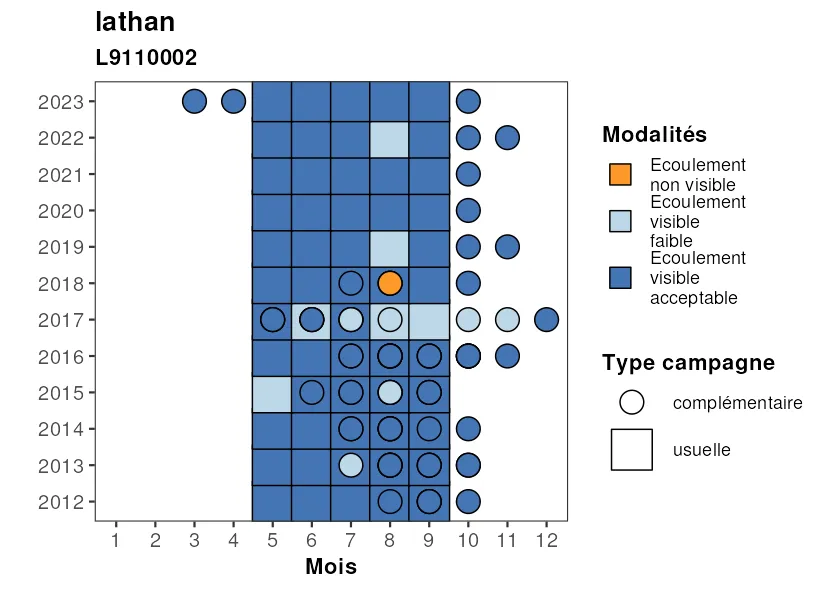 lathan
L9110002
2023
2022
2021
2020
2019
2018
2017
2016
2015
2014
2013
2012
1 2 3 4 5 6 7 8 9 10 11 12
Mois
Modalités
Ecoulement
non visible
Ecoulement
visible
faible
Ecoulement
visible
acceptable
Type campagne
complémentaire
usuelle